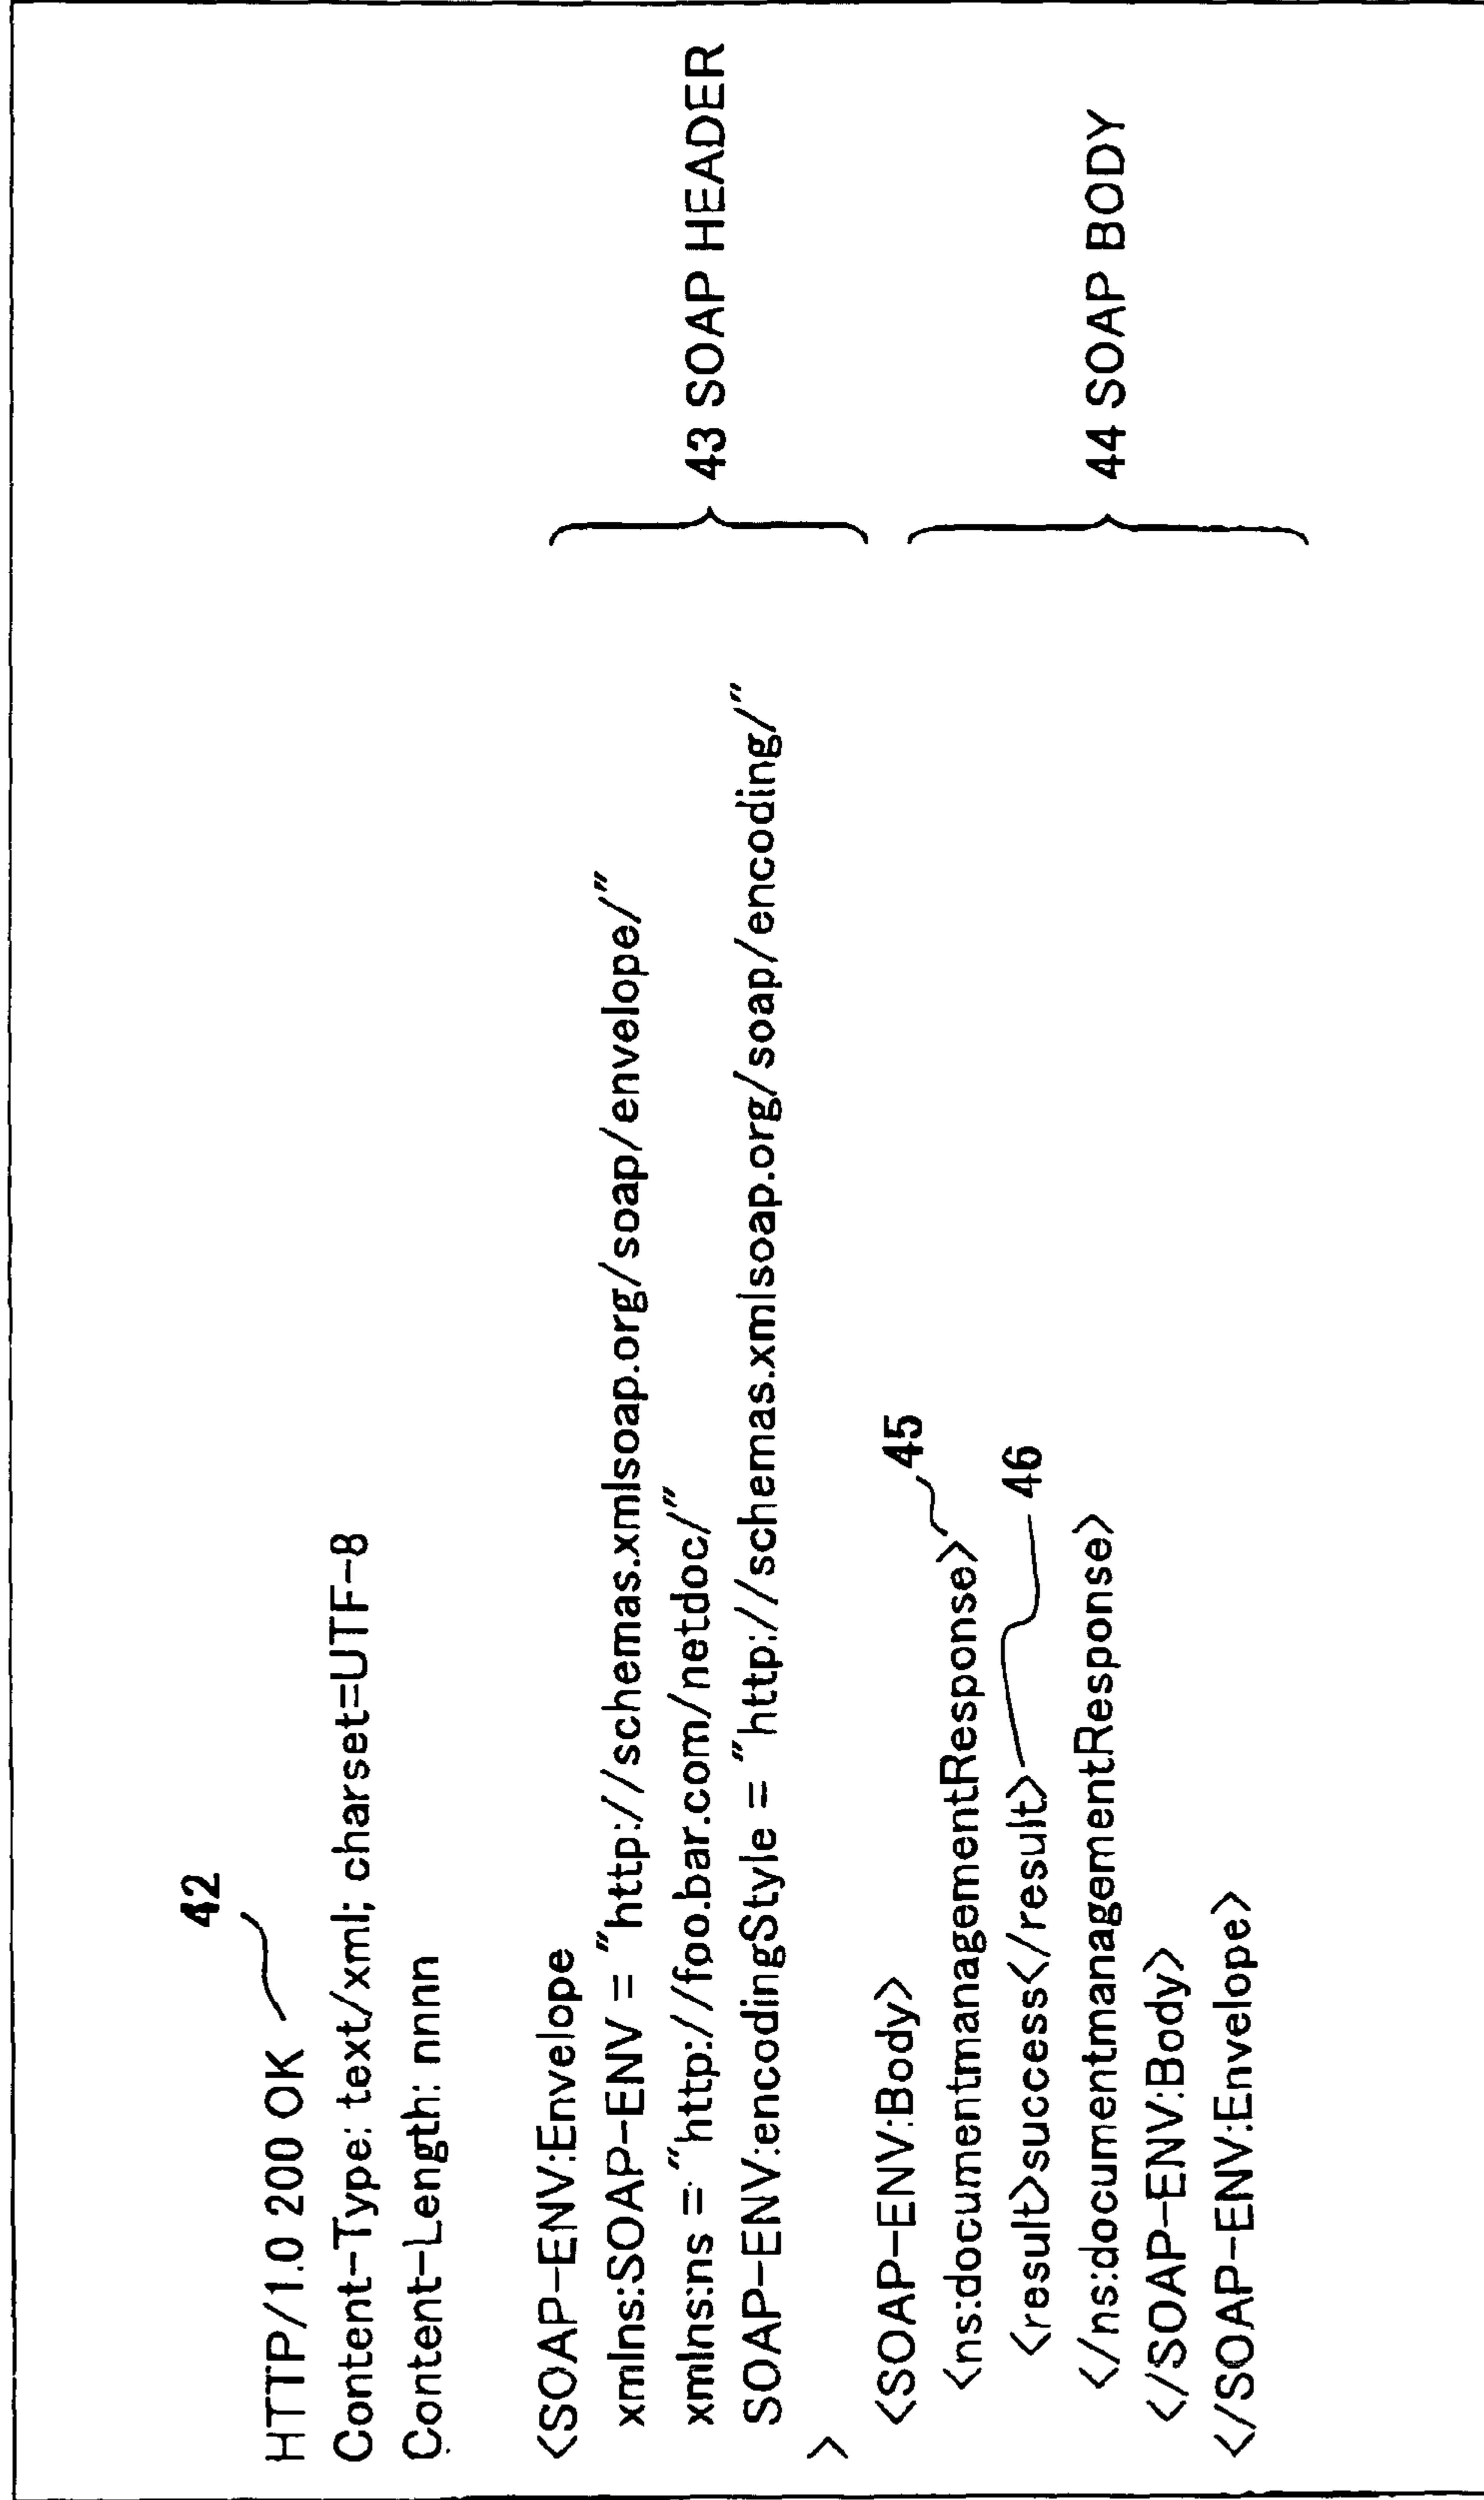 42
HTTP/1.0 200 OK
Content-Type: text/xml; charset=UTF-8
Content-Length: nnnn
<SOAP-ENV:Envelope
xmlns:SOAP-ENV = "http://schemas.xmlsoap.org/soap/envelope/"
xmlns:ns = "http://foo.bar.com/netdoc/"
SOAP-ENV:encodingStyle = "http://schemas.xmlsoap.org/soap/encoding/"
>
43 SOAP HEADER
<SOAP-ENV:Body>
45
<ns:documentmanagementResponse>
<result>success</result>
46
</ns:documentmanagementResponse>
</SOAP-ENV:Body>
</SOAP-ENV:Envelope>
44 SOAP BODY